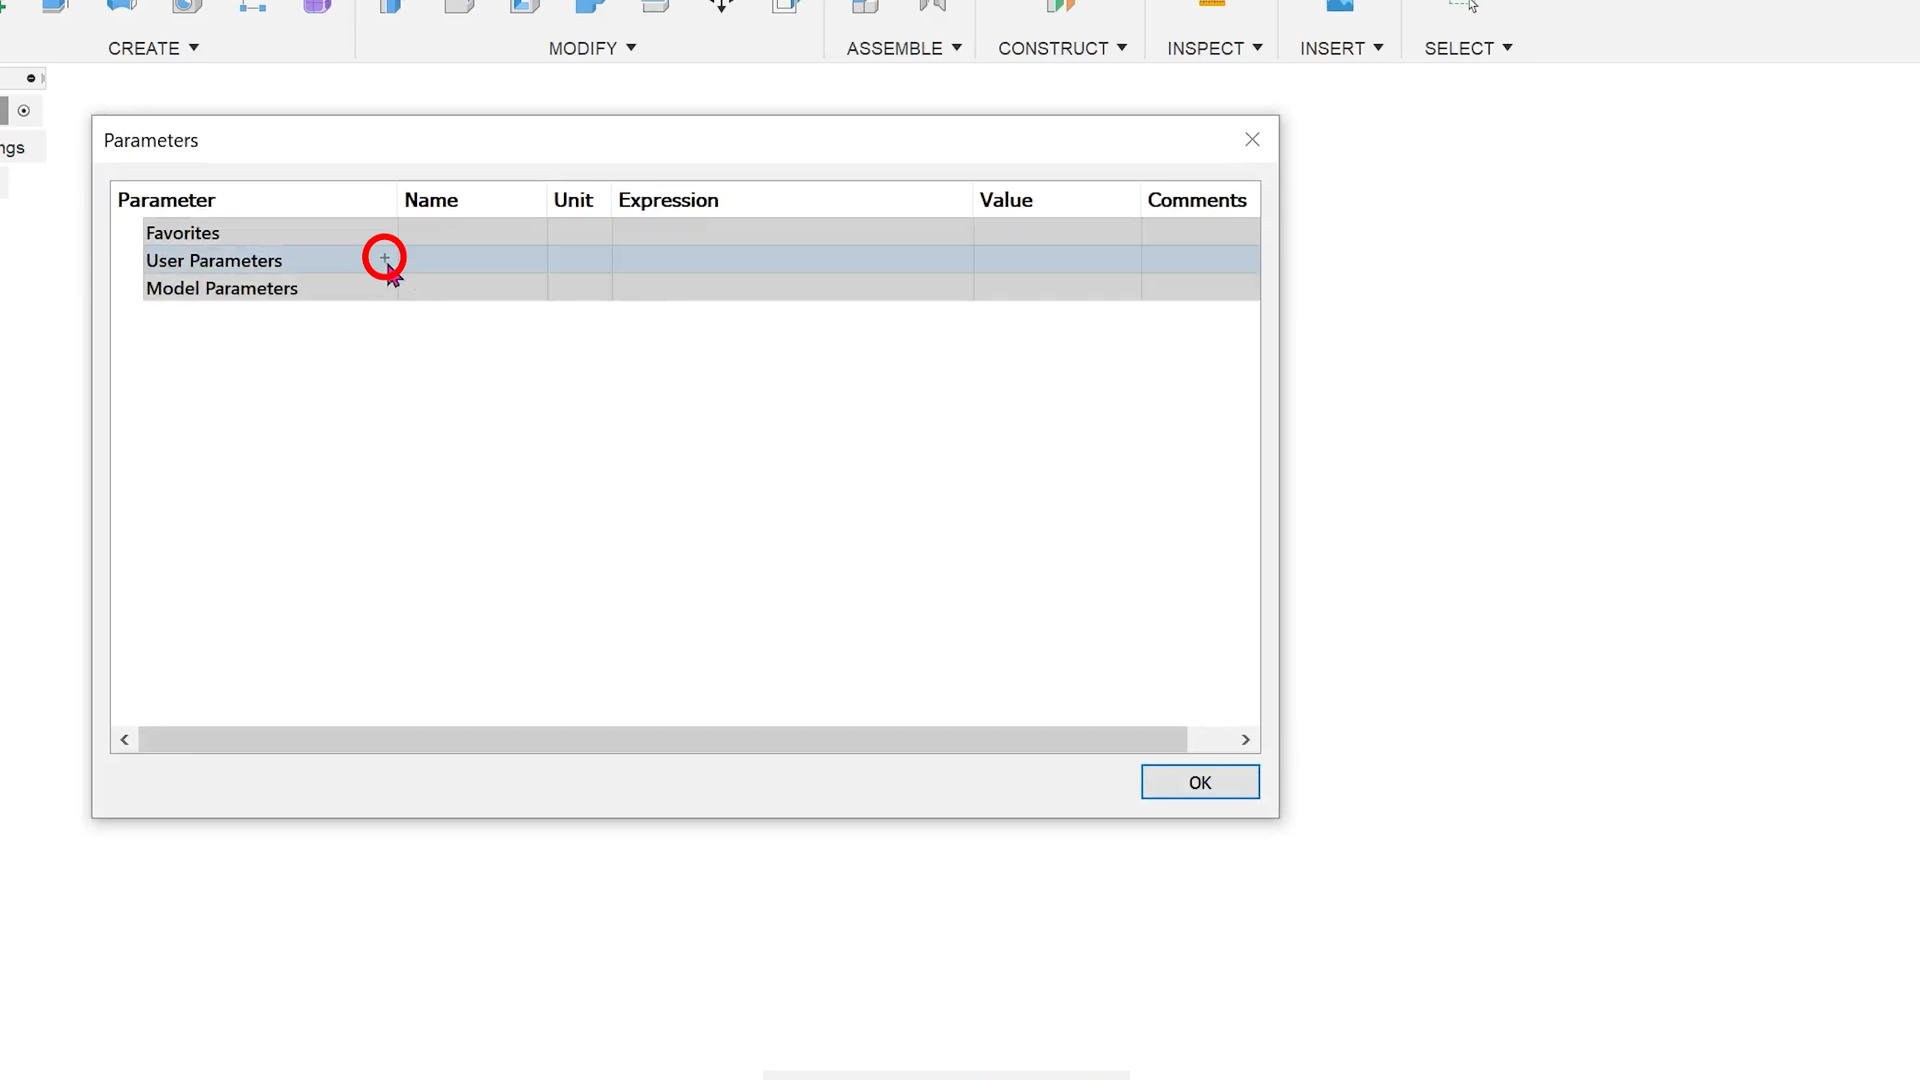 CREATE MODIFY ASSEMBLE CONSTRUCT INSPECT INSERT SELECT
ngs
Parameters
Parameter Name Unit Expression Value Comments
Favorites
User Parameters +
Model Parameters
OK